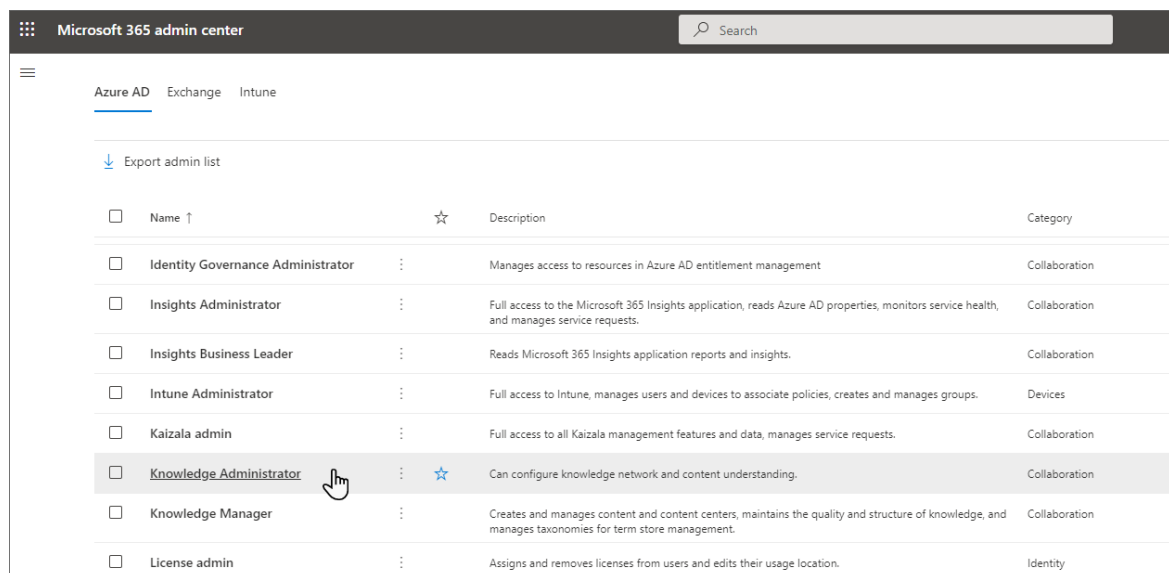 Microsoft 365 admin center
Search
Azure AD Exchange Intune
Export admin list
Name ↑ Description Category
Identity Governance Administrator Manages access to resources in Azure AD entitlement management Collaboration
Insights Administrator Full access to the Microsoft 365 Insights application, reads Azure AD properties, monitors service health, Collaboration
and manages service requests.
Insights Business Leader Reads Microsoft 365 Insights application reports and insights. Collaboration
Intune Administrator Full access to Intune, manages users and devices to associate policies, creates and manages groups. Devices
Kaizala admin Full access to all Kaizala management features and data, manages service requests. Collaboration
Knowledge Administrator Can configure knowledge network and content understanding. Collaboration
Knowledge Manager Creates and manages content and content centers, maintains the quality and structure of knowledge, and Collaboration
manages taxonomies for term store management.
License admin Assigns and removes licenses from users and edits their usage location. Identity